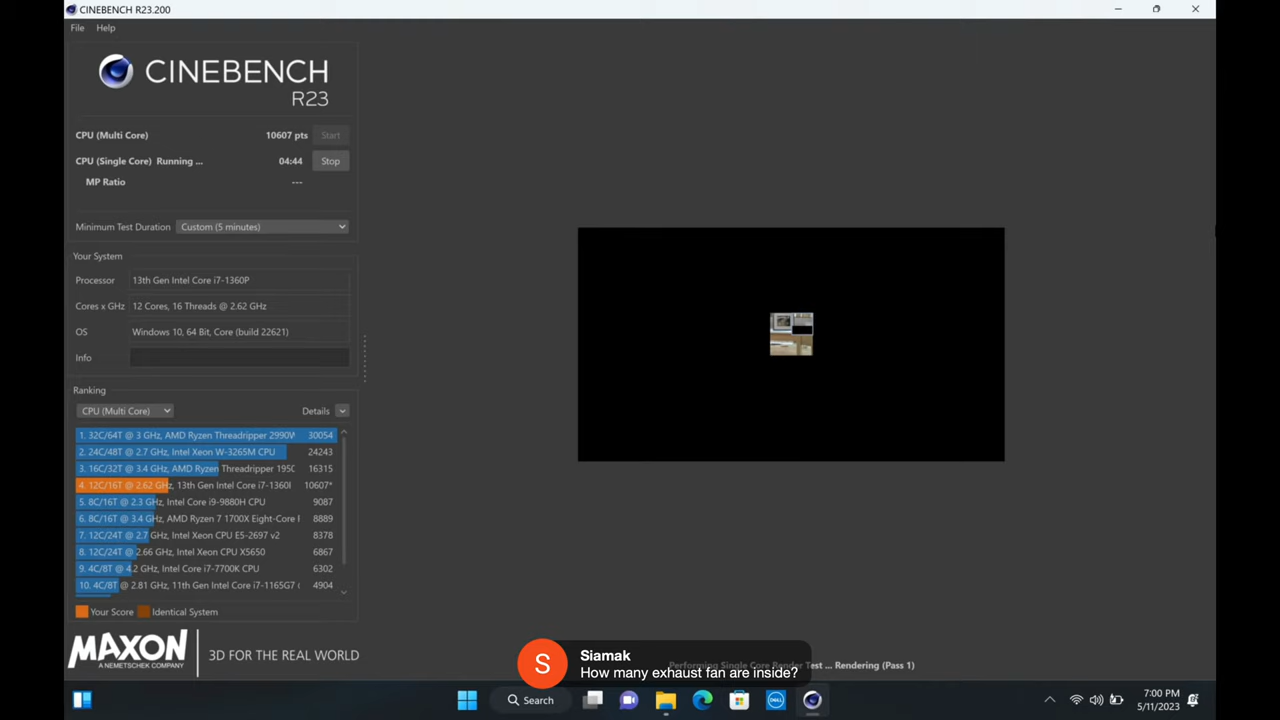 CINEBENCH R23.200
File Help
CINEBENCH
R23
CPU (Multi Core) 10607 pts Start
CPU (Single Core) Running ... 04:44 Stop
MP Ratio ---
Minimum Test Duration Custom (5 minutes)
Your System
Processor 13th Gen Intel Core i7-1360P
Cores x GHz 12 Cores, 16 Threads @ 2.62 GHz
OS Windows 10, 64 Bit, Core (build 22621)
Info
Ranking
CPU (Multi Core) Details
1. 32C/64T @ 3 GHz, AMD Ryzen Threadripper 2990W 30054
2. 24C/48T @ 2.7 GHz, Intel Xeon W-3265M CPU 24243
3. 16C/32T @ 3.4 GHz, AMD Ryzen Threadripper 195 16315
4. 12C/16T @ 2.62 GHz, 13th Gen Intel Core i7-1360 10607*
5. 8C/16T @ 2.3 GHz, Intel Core i9-9880H CPU 9087
6. 8C/16T @ 3.4 GHz, AMD Ryzen 7 1700X Eight-Core 8889
7. 12C/24T @ 2.7 GHz, Intel Xeon CPU E5-2697 v2 8378
8. 12C/24T @ 2.66 GHz, Intel Xeon CPU X5650 6867
9. 4C/8T @ 4.2 GHz, Intel Core i7-7700K CPU 6302
10. 4C/8T @ 2.81 GHz, 11th Gen Intel Core i7-1165G7 4904
Your Score Identical System
MAXON
A NEMETSCHEK COMPANY
3D FOR THE REAL WORLD
Performing Single Core Render Test ... Rendering (Pass 1)
S
Siamak
How many exhaust fan are inside?
Search
DELL
7:00 PM
5/11/2023